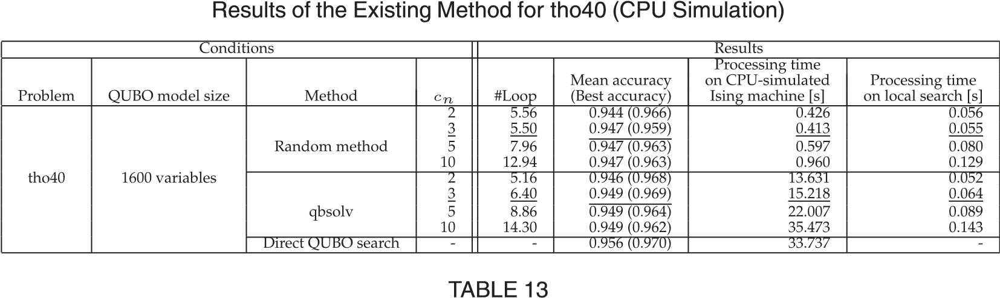 Results of the Existing Method for tho40 (CPU Simulation)
Conditions Results
Processing time
Mean accuracy on CPU-simulated Processing time
Problem QUBO model size Method c_n #Loop (Best accuracy) Ising machine [s] on local search [s]
2 5.56 0.944 (0.966) 0.426 0.056
3 5.50 0.947 (0.959) 0.413 0.055
Random method 5 7.96 0.947 (0.963) 0.597 0.080
10 12.94 0.947 (0.963) 0.960 0.129
tho40 1600 variables 2 5.16 0.946 (0.968) 13.631 0.052
3 6.40 0.949 (0.969) 15.218 0.064
qbsolv 5 8.86 0.949 (0.964) 22.007 0.089
10 14.30 0.949 (0.962) 35.473 0.143
Direct QUBO search - - 0.956 (0.970) 33.737 -
TABLE 13